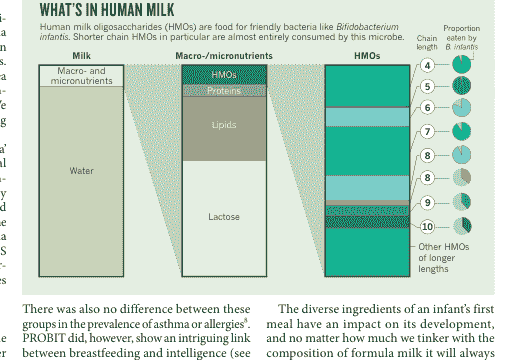 WHAT'S IN HUMAN MILK
Human milk oligosaccharides (HMOs) are food for friendly bacteria like Bifidobacterium
infantis. Shorter chain HMOs in particular are almost entirely consumed by this microbe.
Milk
Macro-/micronutrients
HMOs
Chain
length
Proportion
eaten by
B. infantis
Macro- and
micronutrients
Water
HMOs
Proteins
Lipids
Lactose
4
5
6
7
8
8
9
10
Other HMOs
of longer
lengths
There was also no difference between these
groups in the prevalence of asthma or allergies⁸.
PROBIT did, however, show an intriguing link
between breastfeeding and intelligence (see
The diverse ingredients of an infant's first
meal have an impact on its development,
and no matter how much we tinker with the
composition of formula milk it will always